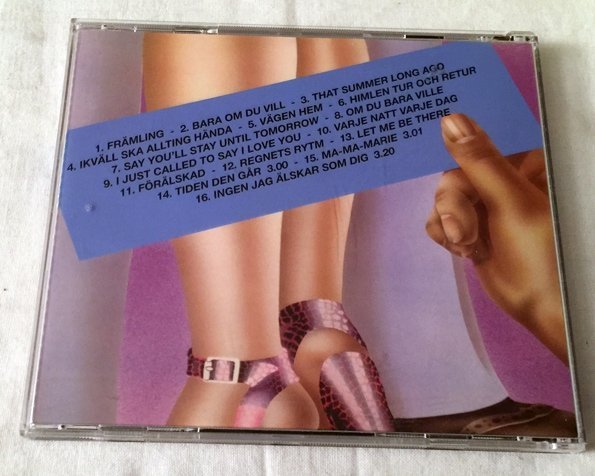 1. FRÄMLING - 2. BARA OM DU VILL - 3. THAT SUMMER LONG AGO
4. IKVÄLL SKA ALLTING HÄNDA - 5. VÄGEN HEM - 6. HIMLEN TUR OCH RETUR
7. SAY YOU'LL STAY UNTIL TOMORROW - 8. OM DU BARA VILLE
9. I JUST CALLED TO SAY I LOVE YOU - 10. VARJE NATT VARJE DAG
11. FÖRÄLSKAD - 12. REGNETS RYTM - 13. LET ME BE THERE
14. TIDEN DEN GÅR 3.00 - 15. MA-MA-MARIE 3.01
16. INGEN JAG ÄLSKAR SOM DIG 3.20